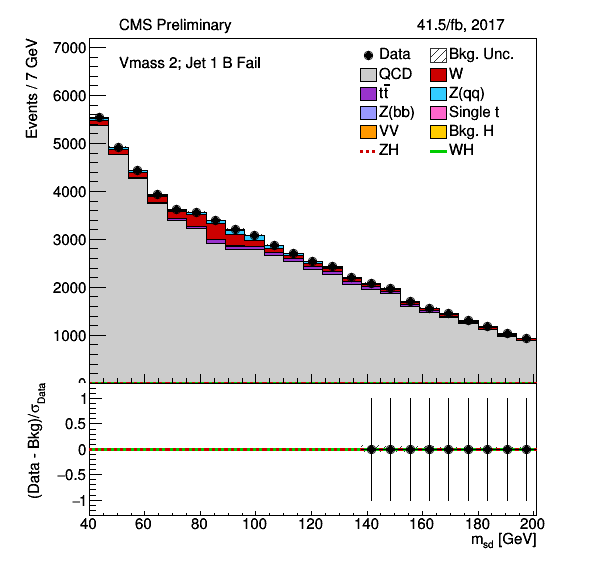 CMS Preliminary 41.5/fb, 2017
Vmass 2; Jet 1 B Fail
Data
Bkg. Unc.
QCD
W
tt̅
Z(qq)
Z(bb)
Single t
VV
Bkg. H
ZH
WH
Events / 7 GeV
7000
6000
5000
4000
3000
2000
1000
0
(Data - Bkg)/σData
1
0.5
0
−0.5
−1
40 60 80 100 120 140 160 180 200
msd [GeV]